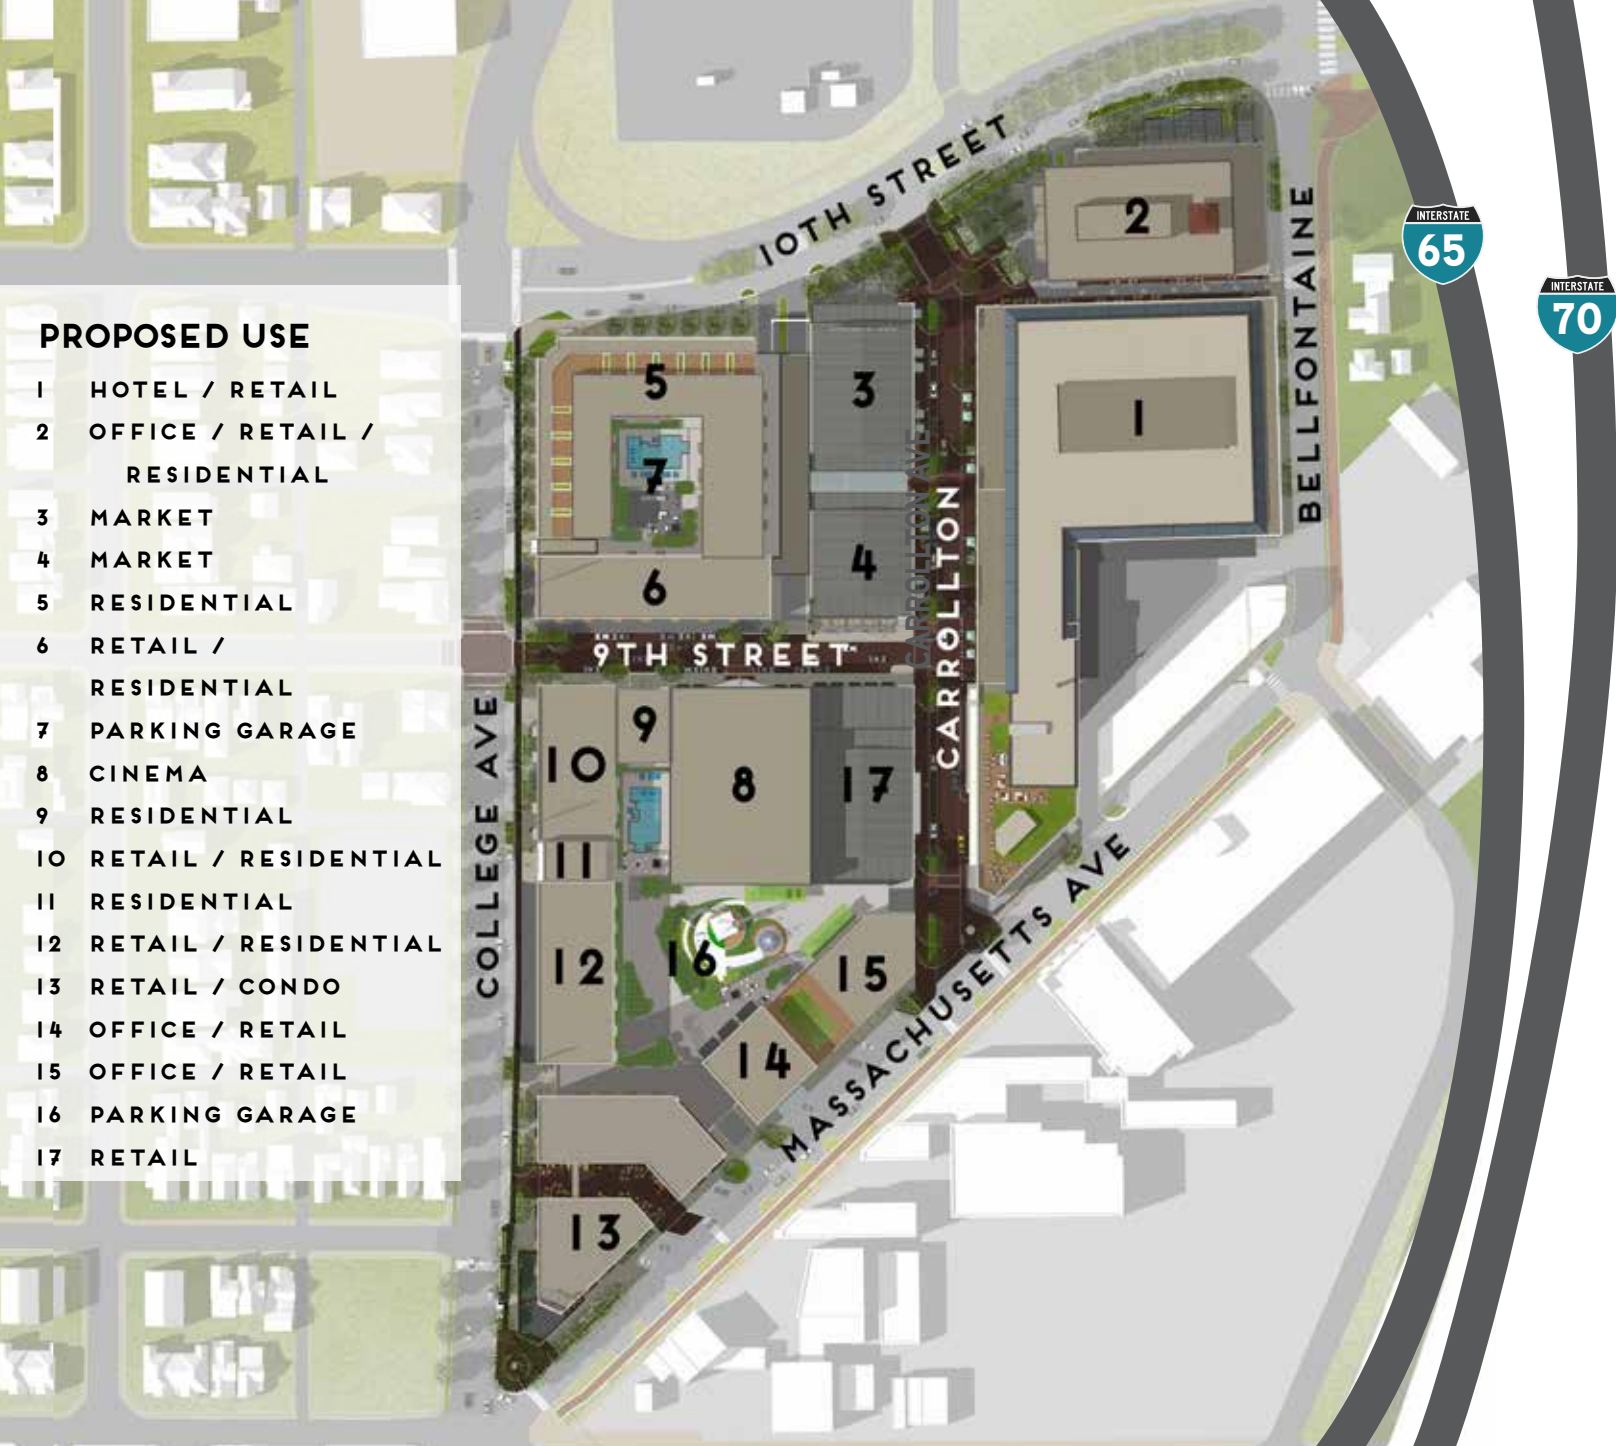 PROPOSED USE
1 HOTEL / RETAIL
2 OFFICE / RETAIL /
RESIDENTIAL
3 MARKET
4 MARKET
5 RESIDENTIAL
6 RETAIL /
RESIDENTIAL
7 PARKING GARAGE
8 CINEMA
9 RESIDENTIAL
10 RETAIL / RESIDENTIAL
11 RESIDENTIAL
12 RETAIL / RESIDENTIAL
13 RETAIL / CONDO
14 OFFICE / RETAIL
15 OFFICE / RETAIL
16 PARKING GARAGE
17 RETAIL
10TH STREET
2
BELLFONTAINE
INTERSTATE
65
INTERSTATE
70
5
3
1
7
4
6
CARROLLTON AVE
CARROLLTON
9TH STREET
COLLEGE AVE
9
10
8
17
11
12
16
15
14
MASSACHUSETTS AVE
13